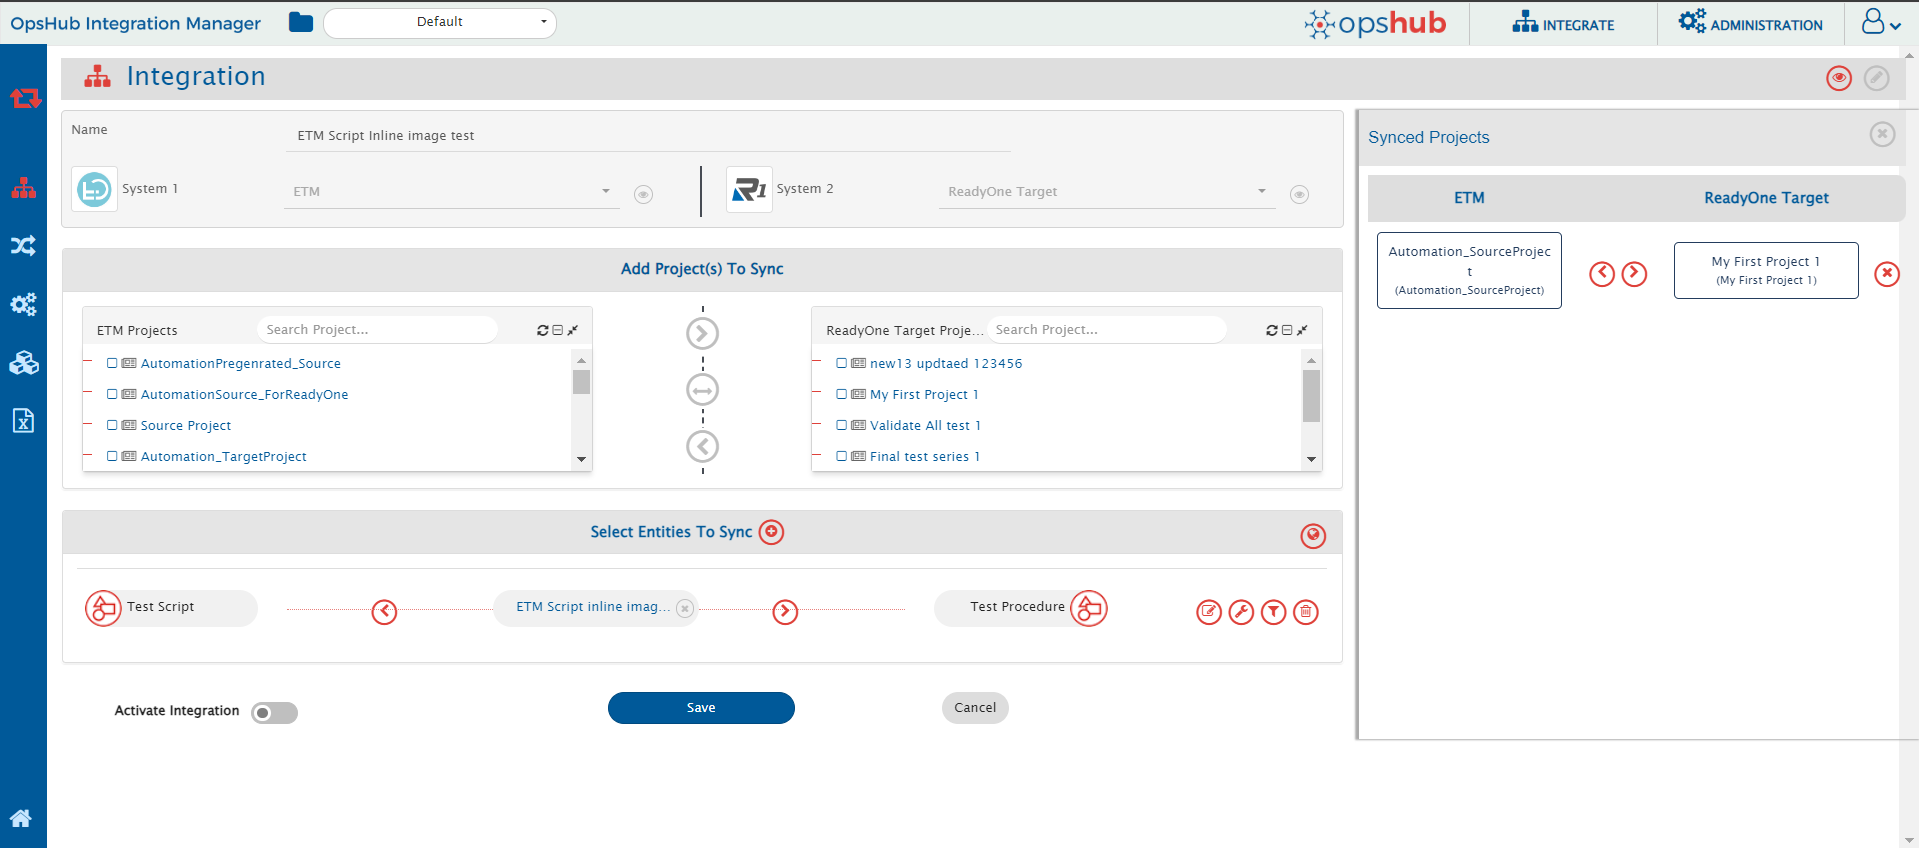 OpsHub Integration Manager
Default
opshub
INTEGRATE
ADMINISTRATION
Integration
Name
ETM Script Inline image test
System 1
ETM
R1
System 2
ReadyOne Target
Add Project(s) To Sync
ETM Projects
Search Project...
AutomationPregenrated_Source
AutomationSource_ForReadyOne
Source Project
Automation_TargetProject
ReadyOne Target Proje...
Search Project...
new13 updtaed 123456
My First Project 1
Validate All test 1
Final test series 1
Select Entities To Sync
Test Script
ETM Script inline imag...
Test Procedure
Activate Integration
Save
Cancel
Synced Projects
ETM
ReadyOne Target
Automation_SourceProjec
t
(Automation_SourceProject)
My First Project 1
(My First Project 1)